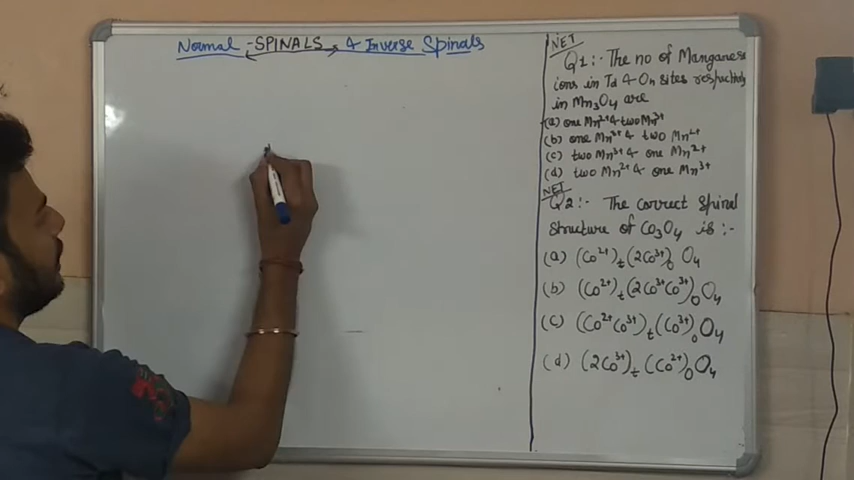 Normal - SPINALS & Inverse Spinals
NET
Q1:- The no of Manganese
ions in Td & On sites respectively
in Mn3O4 are
(a) one Mn²⁺ & two Mn³⁺
(b) one Mn³⁺ & two Mn²⁺
(c) two Mn³⁺ & one Mn²⁺
(d) two Mn²⁺ & one Mn³⁺
NET
Q2:- The correct Spinal
structure of Co3O4 is :-
(a) (Co²⁺)t (2Co³⁺)o O4
(b) (Co²⁺)t (2Co³⁺Co³⁺)o O4
(c) (Co²⁺Co³⁺)t (Co³⁺)o O4
(d) (2Co³⁺)t (Co²⁺)o O4